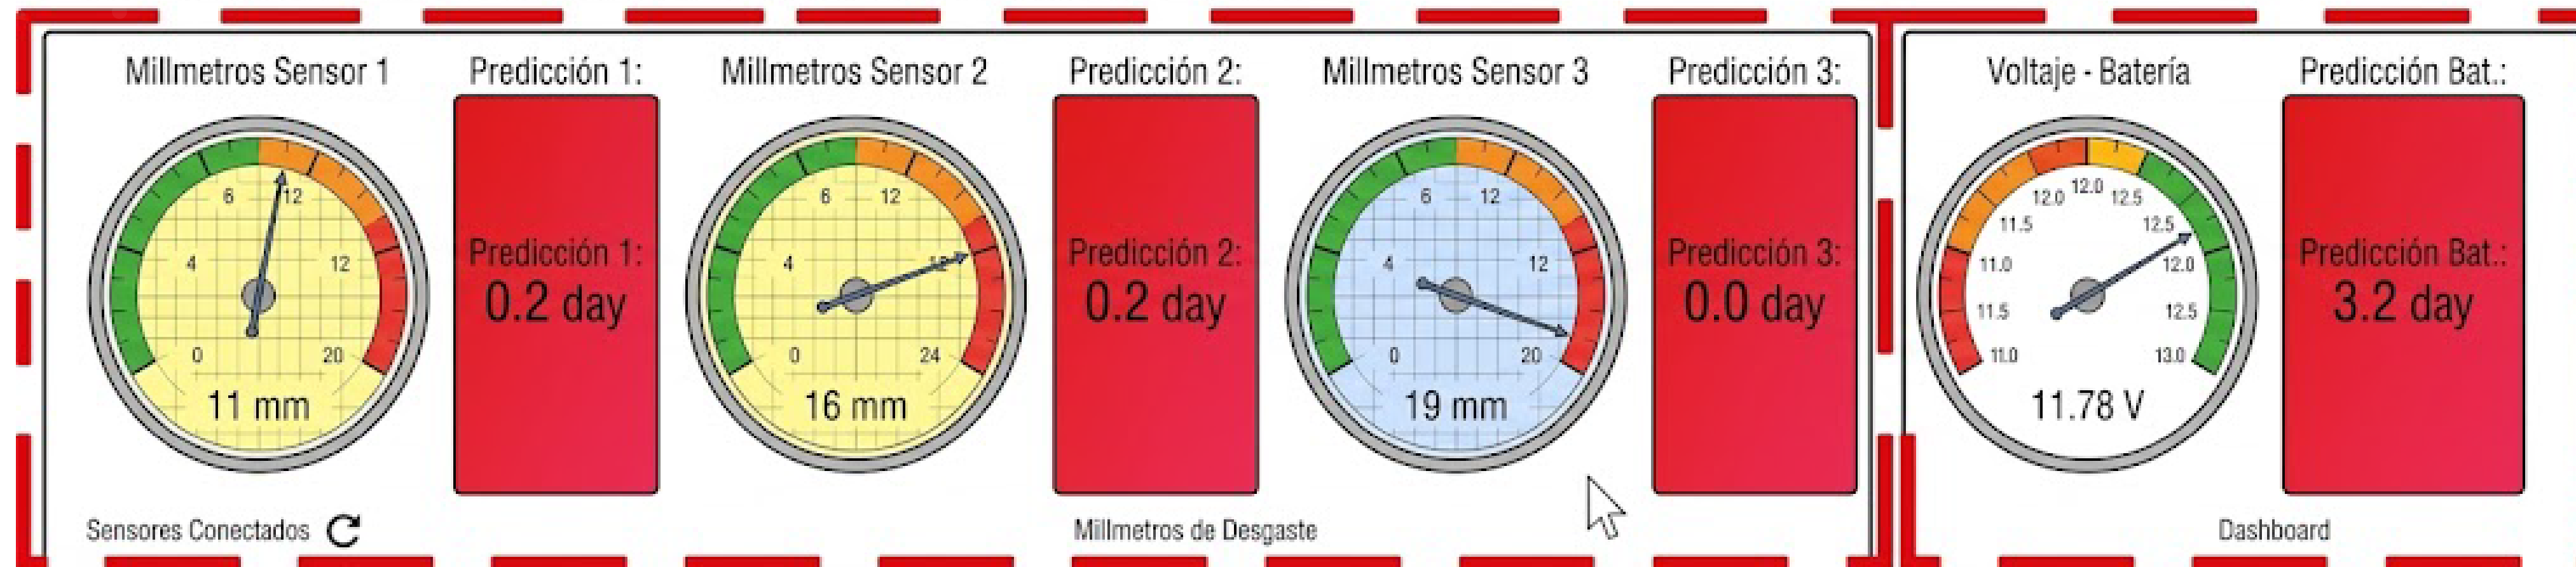 Millmetros Sensor 1
Predicción 1:
Millmetros Sensor 2
Predicción 2:
Millmetros Sensor 3
Predicción 3:
Voltaje - Batería
Predicción Bat.:
6
12
4
12
0
20
11 mm
Predicción 1:
0.2 day
6
12
4
12
0
24
16 mm
Predicción 2:
0.2 day
6
12
4
12
0
20
19 mm
Predicción 3:
0.0 day
12.0
12.0
12.5
11.5
12.5
11.0
12.0
11.5
12.5
11.0
13.0
11.78 V
Predicción Bat.:
3.2 day
Sensores Conectados
Millmetros de Desgaste
Dashboard